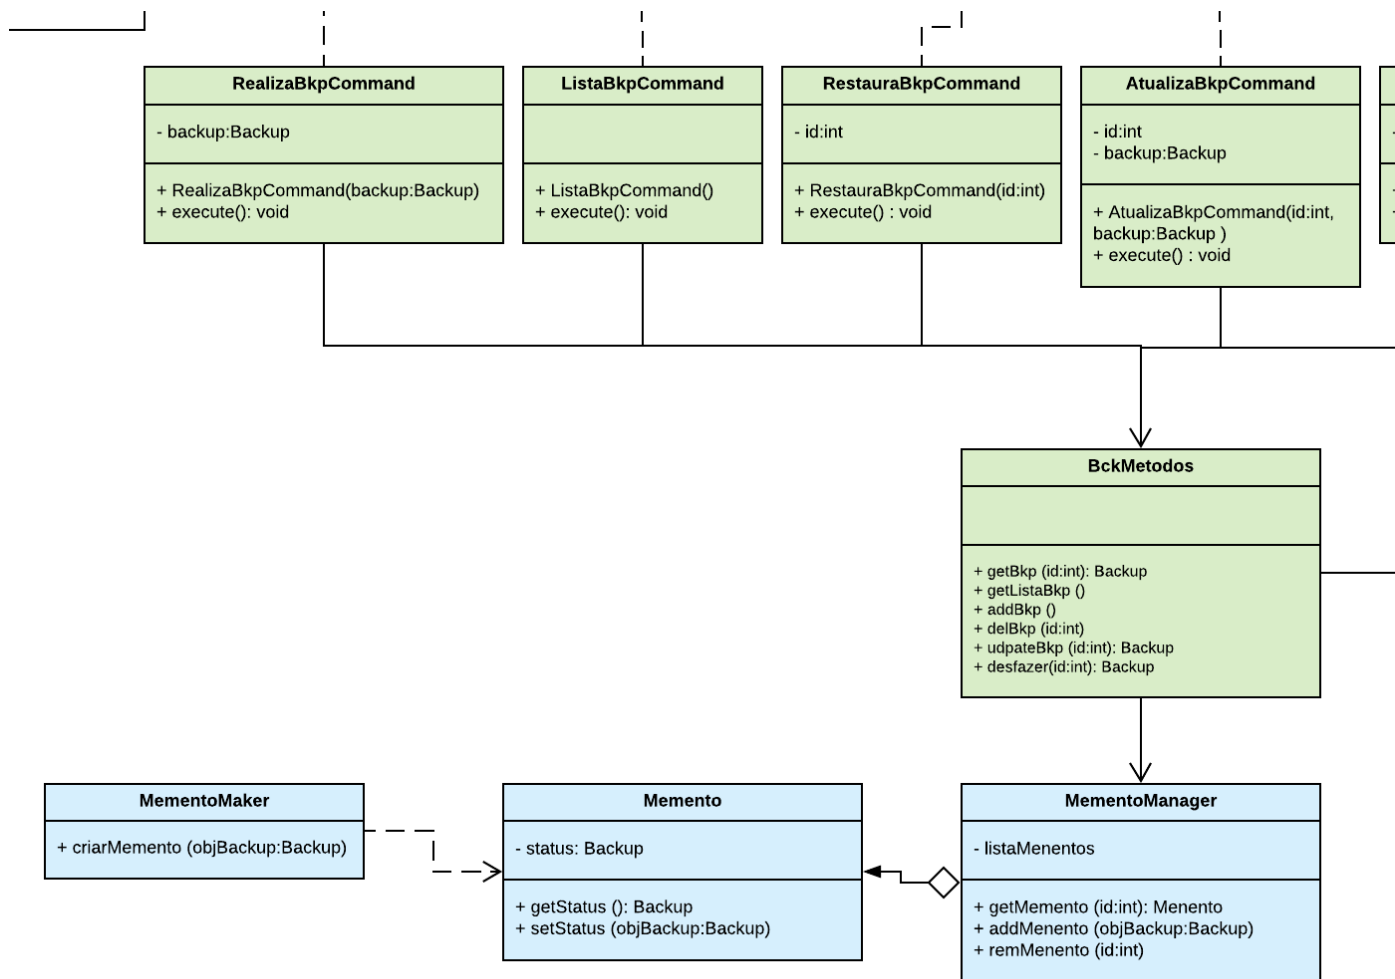 RealizaBkpCommand
- backup:Backup
+ RealizaBkpCommand(backup:Backup)
+ execute(): void
ListaBkpCommand
+ ListaBkpCommand()
+ execute(): void
RestauraBkpCommand
- id:int
+ RestauraBkpCommand(id:int)
+ execute() : void
AtualizaBkpCommand
- id:int
- backup:Backup
+ AtualizaBkpCommand(id:int,
backup:Backup )
+ execute() : void
BckMetodos
+ getBkp (id:int): Backup
+ getListaBkp ()
+ addBkp ()
+ delBkp (id:int)
+ udpateBkp (id:int): Backup
+ desfazer(id:int): Backup
MementoMaker
+ criarMemento (objBackup:Backup)
Memento
- status: Backup
+ getStatus (): Backup
+ setStatus (objBackup:Backup)
MementoManager
- listaMenentos
+ getMemento (id:int): Menento
+ addMenento (objBackup:Backup)
+ remMenento (id:int)